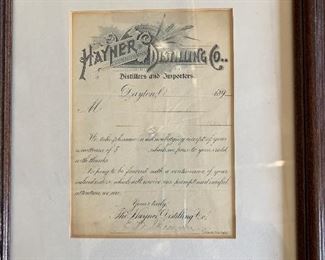 HAYNER DISTILLING CO..
Distillers and Importers.
Dayton, O. 189
M
We take pleasure in acknowledging receipt of your
remittance of $ which we pass to your credit
with thanks.
Hoping to be favored with a continuance of your
valued orders which will receive our prompt and careful
attention, we are,
Yours truly,
The Hayner Distilling Co.